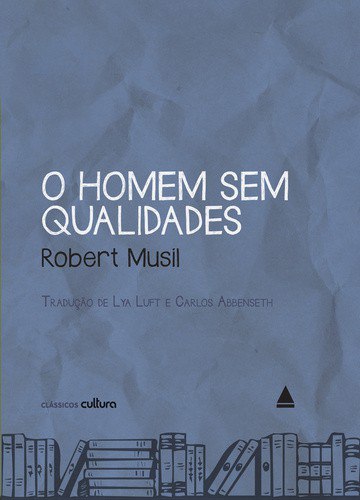 O HOMEM SEM
QUALIDADES
Robert Musil
Tradução de Lya Luft e Carlos Abbenseth
Clássicos cultura